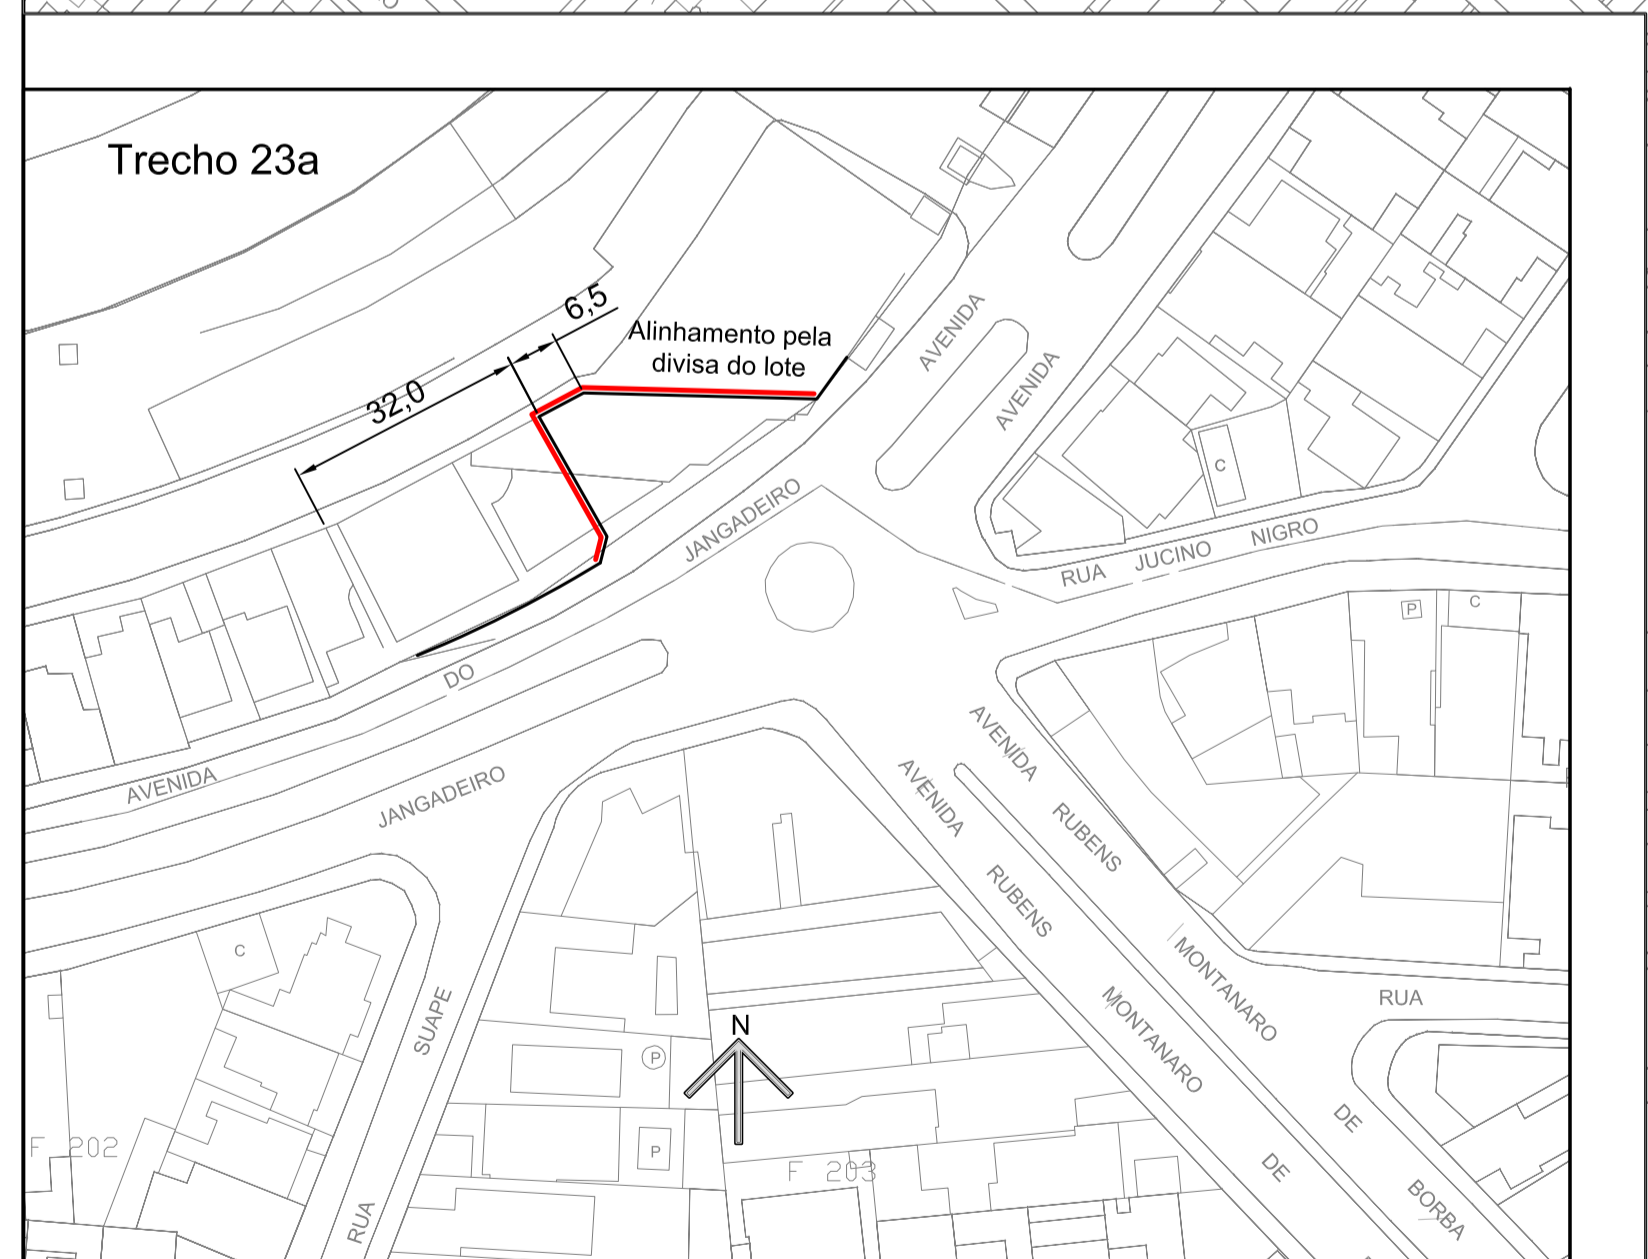 Trecho 23a
6,5
Alinhamento pela
divisa do lote
32,0
AVENIDA
AVENIDA
C
JANGADEIRO
RUA JUCINO NIGRO
P
C
DO
AVENIDA
JANGADEIRO
AVENIDA RUBENS MONTANARO DE BORBA
AVENIDA RUBENS MONTANARO DE
C
RUA
RUA SUAPE
N
P
P
F 202
F 203